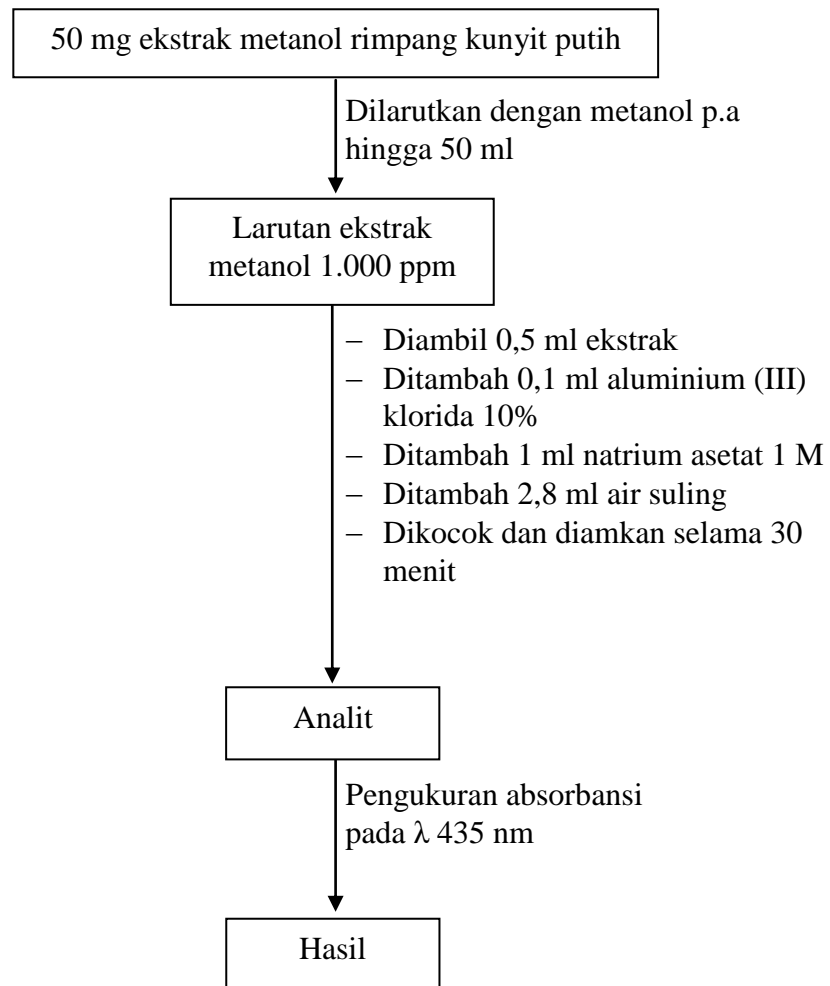 50 mg ekstrak metanol rimpang kunyit putih
Dilarutkan dengan metanol p.a
hingga 50 ml
Larutan ekstrak
metanol 1.000 ppm
− Diambil 0,5 ml ekstrak
− Ditambah 0,1 ml aluminium (III)
klorida 10%
− Ditambah 1 ml natrium asetat 1 M
− Ditambah 2,8 ml air suling
− Dikocok dan diamkan selama 30
menit
Analit
Pengukuran absorbansi
pada λ 435 nm
Hasil